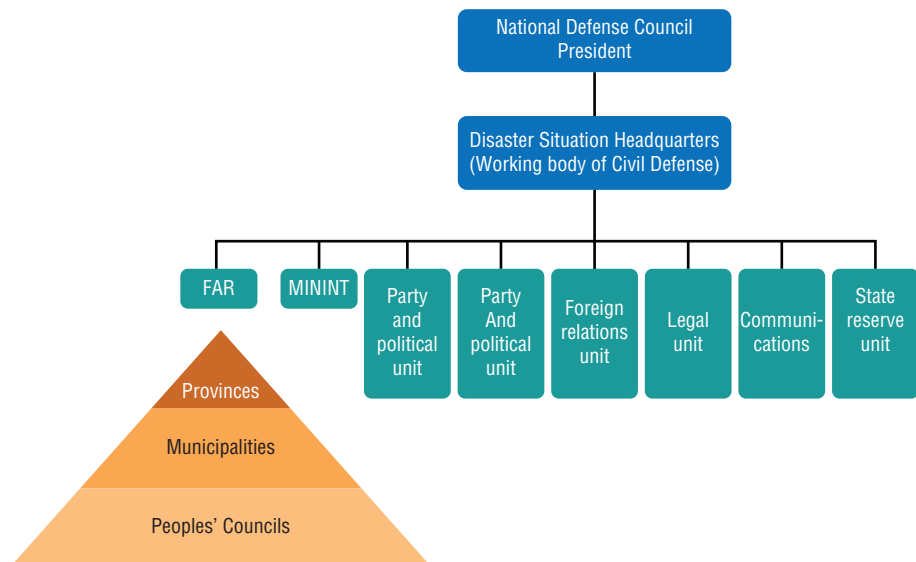 National Defense Council
President
Disaster Situation Headquarters
(Working body of Civil Defense)
FAR
MININT
Party
and
political
unit
Party
And
political
unit
Foreign
relations
unit
Legal
unit
Communi-
cations
State
reserve
unit
Provinces
Municipalities
Peoples’ Councils